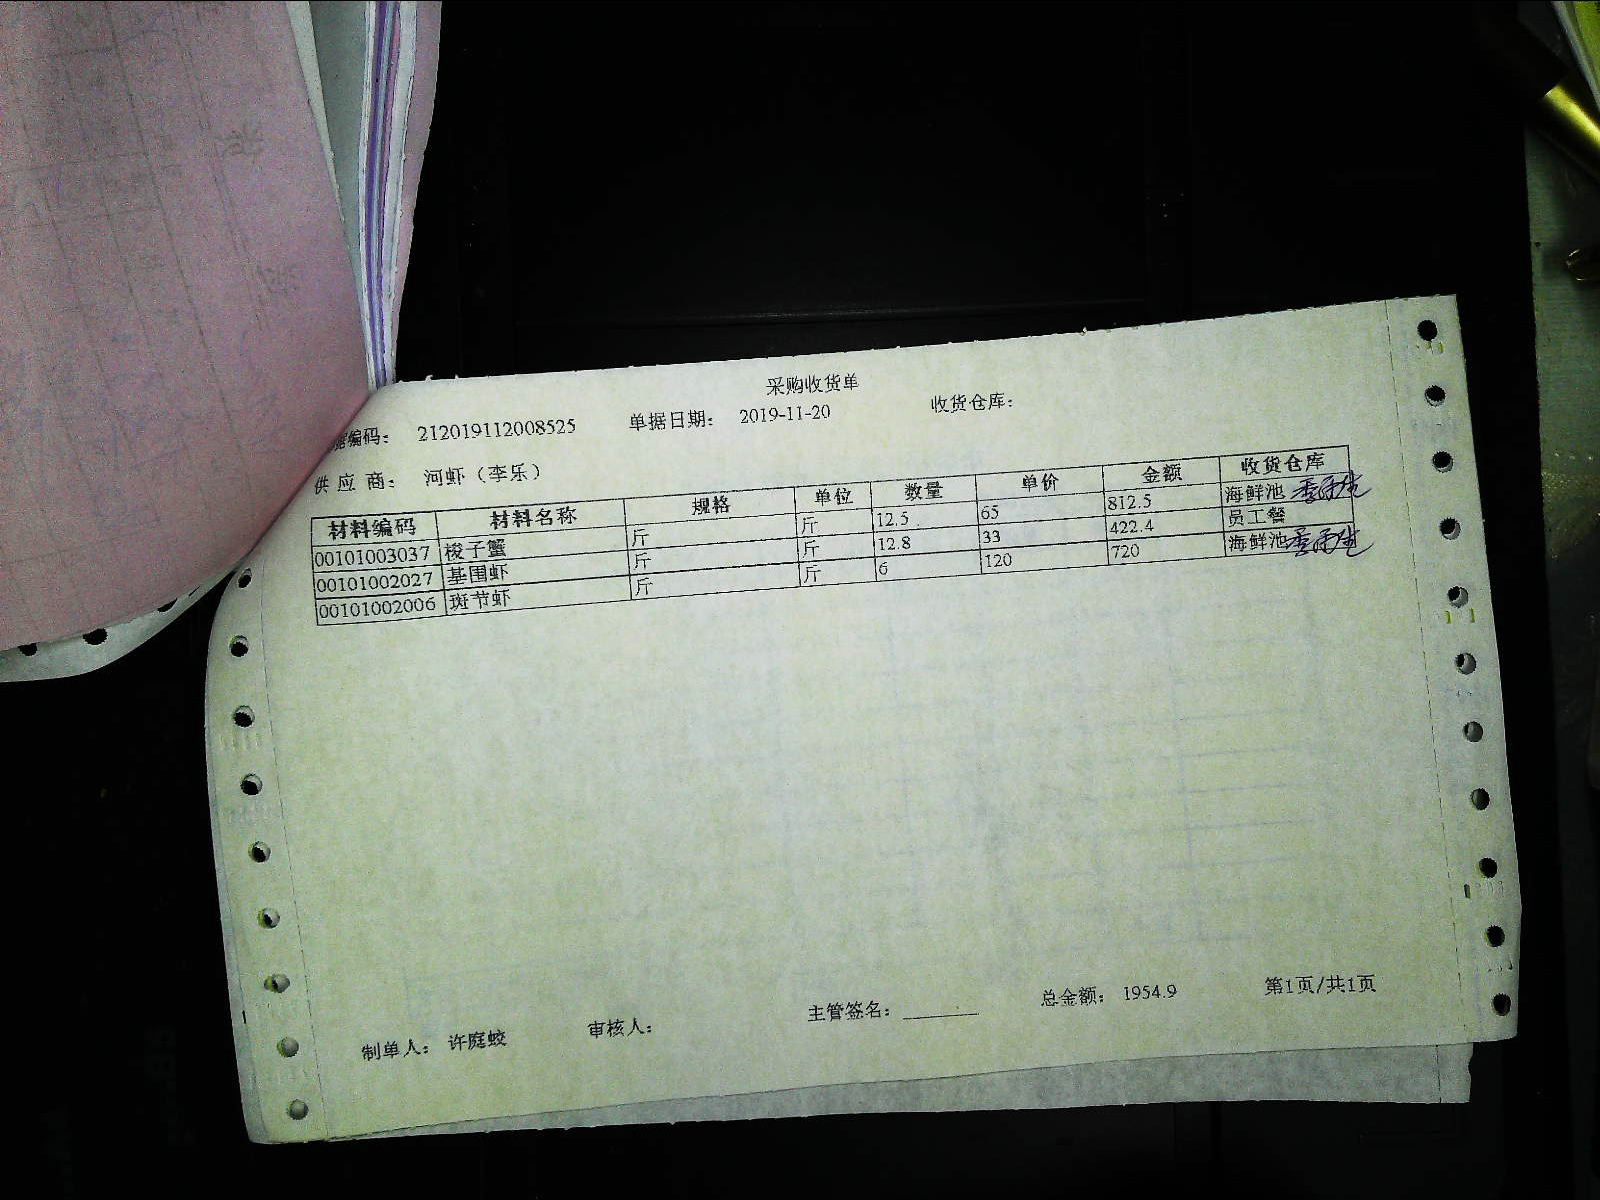 采购收货单
据编码： 212019112008525 单据日期： 2019-11-20 收货仓库：
供 应 商： 河虾（李乐）
材料编码 材料名称 规格 单位 数量 单价 金额 收货仓库
00101003037 梭子蟹 斤 斤 12.5 65 812.5 海鲜池
00101002027 基围虾 斤 斤 12.8 33 422.4 员工餐
00101002006 斑节虾 斤 斤 6 120 720 海鲜池
制单人： 许庭蛟 审核人： 主管签名： 总金额： 1954.9 第1页/共1页